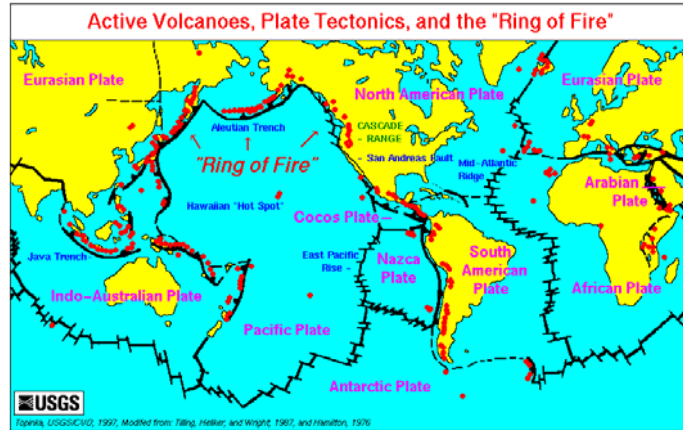 Active Volcanoes, Plate Tectonics, and the "Ring of Fire"
Eurasian Plate
Eurasian Plate
North American Plate
Aleutian Trench
CASCADE
RANGE
"Ring of Fire"
San Andreas Fault
Mid-Atlantic
Ridge
Arabian
Plate
Hawaiian "Hot Spot"
Cocos Plate
Java Trench
East Pacific
Rise
Nazca
Plate
South
American
Plate
Indo-Australian Plate
African Plate
Pacific Plate
Antarctic Plate
USGS
Topinka, USGS/CVO, 1997, Modified from: Tilling, Heliker, and Wright, 1987, and Hamilton, 1976